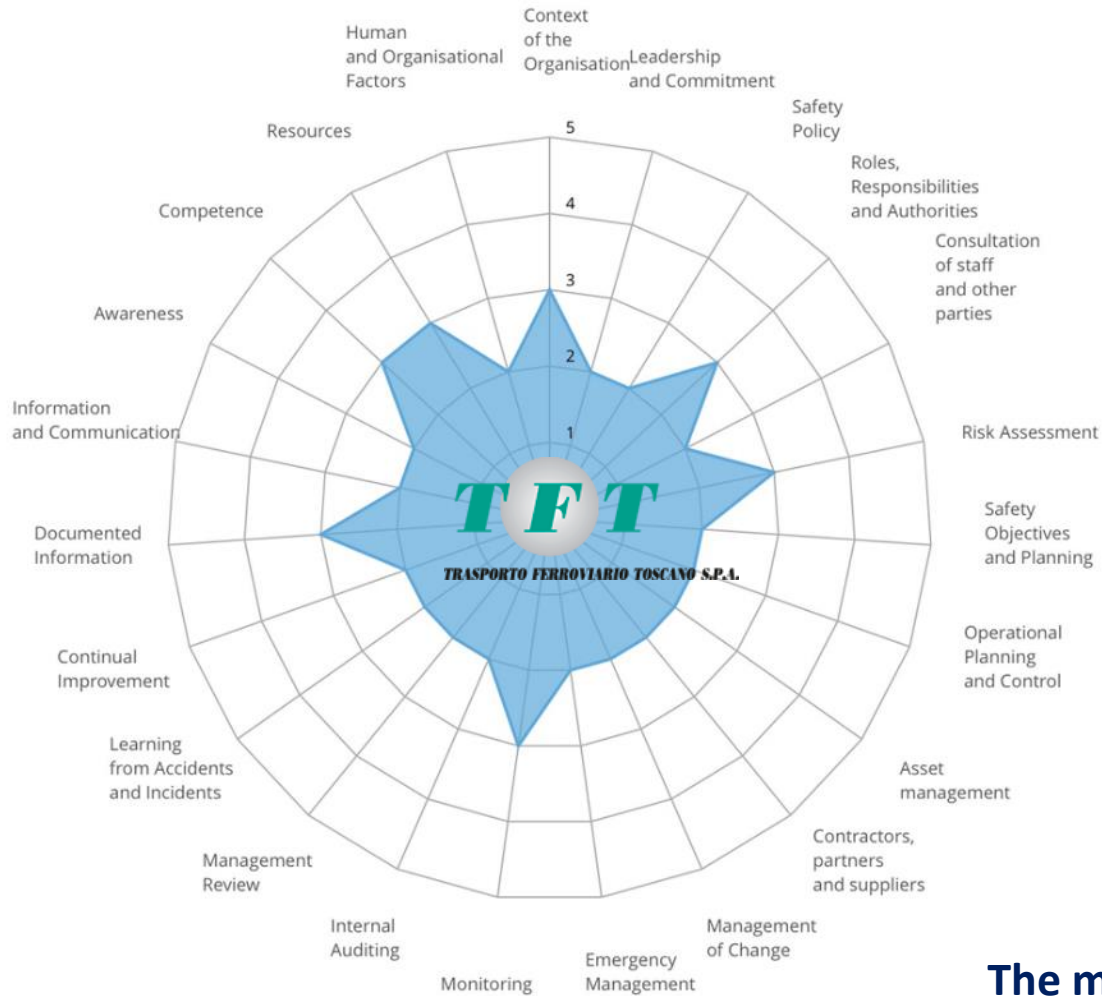 Context
of the
Organisation
Leadership
and Commitment
Safety
Policy
Roles,
Responsibilities
and Authorities
Consultation
of staff
and other
parties
Risk Assessment
Safety
Objectives
and Planning
Operational
Planning
and Control
Asset
management
Contractors,
partners
and suppliers
Management
of Change
Emergency
Management
Monitoring
Internal
Auditing
Management
Review
Learning
from Accidents
and Incidents
Continual
Improvement
Documented
Information
Information
and Communication
Awareness
Competence
Resources
Human
and Organisational
Factors
5
4
3
2
1
TFT
TRASPORTO FERROVIARIO TOSCANO S.P.A.
The m